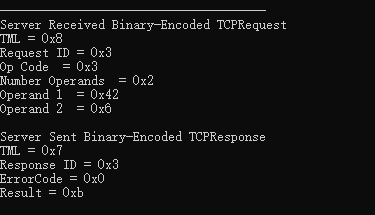 Server Received Binary-Encoded TCPRequest
TML = 0x8
Request ID = 0x3
Op Code  = 0x3
Number Operands  = 0x2
Operand 1  = 0x42
Operand 2  = 0x6
Server Sent Binary-Encoded TCPResponse
TML = 0x7
Response ID = 0x3
ErrorCode = 0x0
Result = 0xb